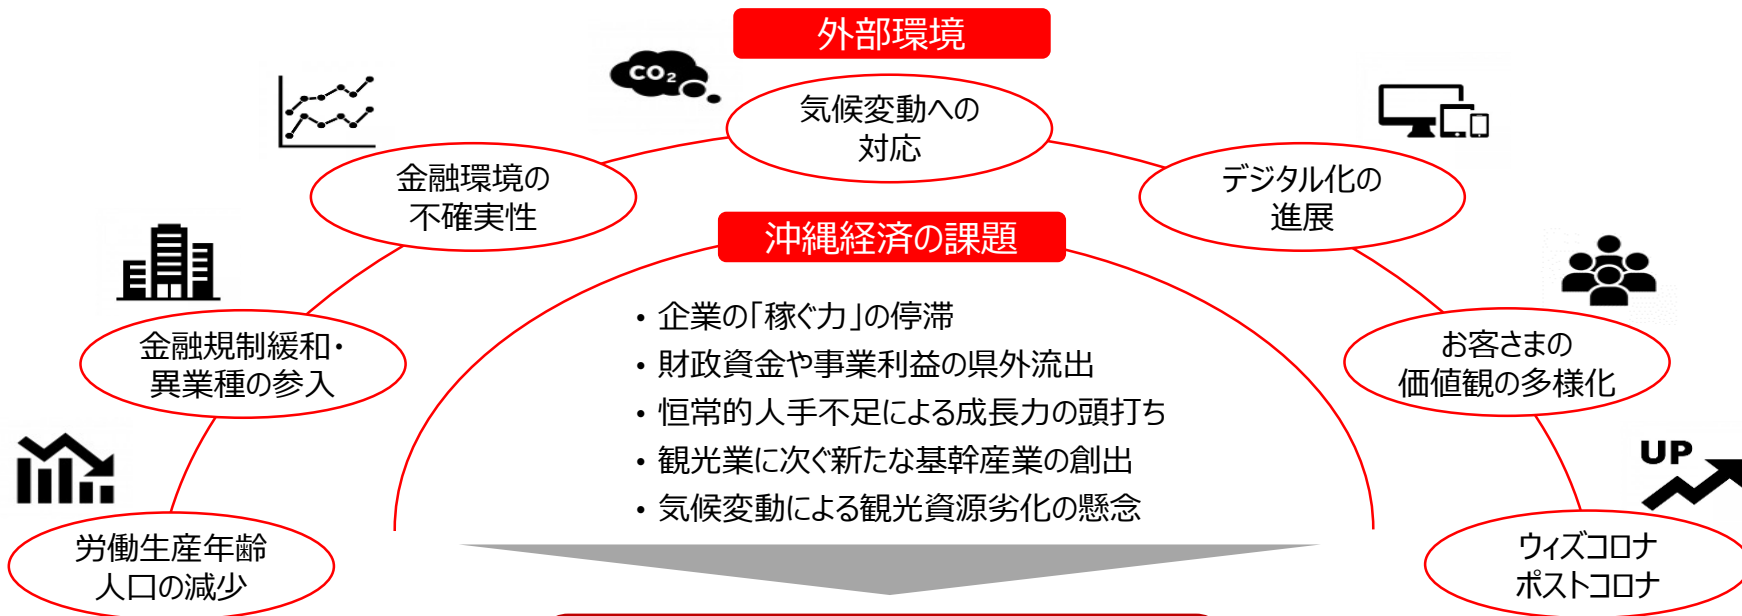 外部環境
CO₂
気候変動への
対応
金融環境の
不確実性
デジタル化の
進展
沖縄経済の課題
金融規制緩和・
異業種の参入
お客さまの
価値観の多様化
• 企業の「稼ぐ力」の停滞
• 財政資金や事業利益の県外流出
• 恒常的人手不足による成長力の頭打ち
• 観光業に次ぐ新たな基幹産業の創出
• 気候変動による観光資源劣化の懸念
UP
労働生産年齢
人口の減少
ウィズコロナ
ポストコロナ